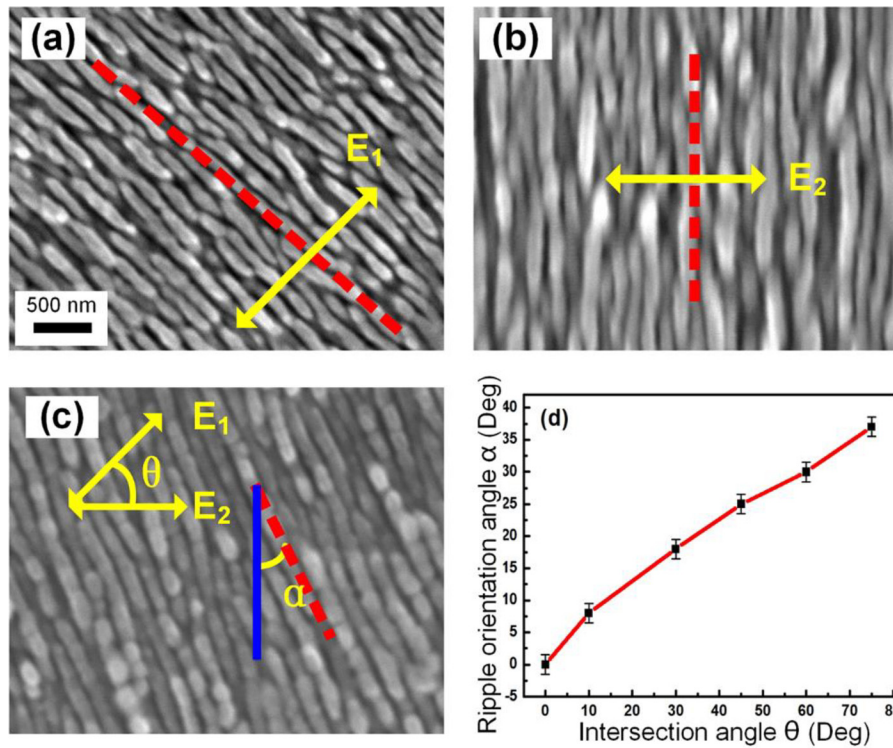 (a)
E₁
500 nm
(b)
E₂
(c)
E₁
θ
E₂
α
Ripple orientation angle α (Deg)
(d)
40
35
30
25
20
15
10
5
0
-5
0 10 20 30 40 50 60 70 8
Intersection angle θ (Deg)